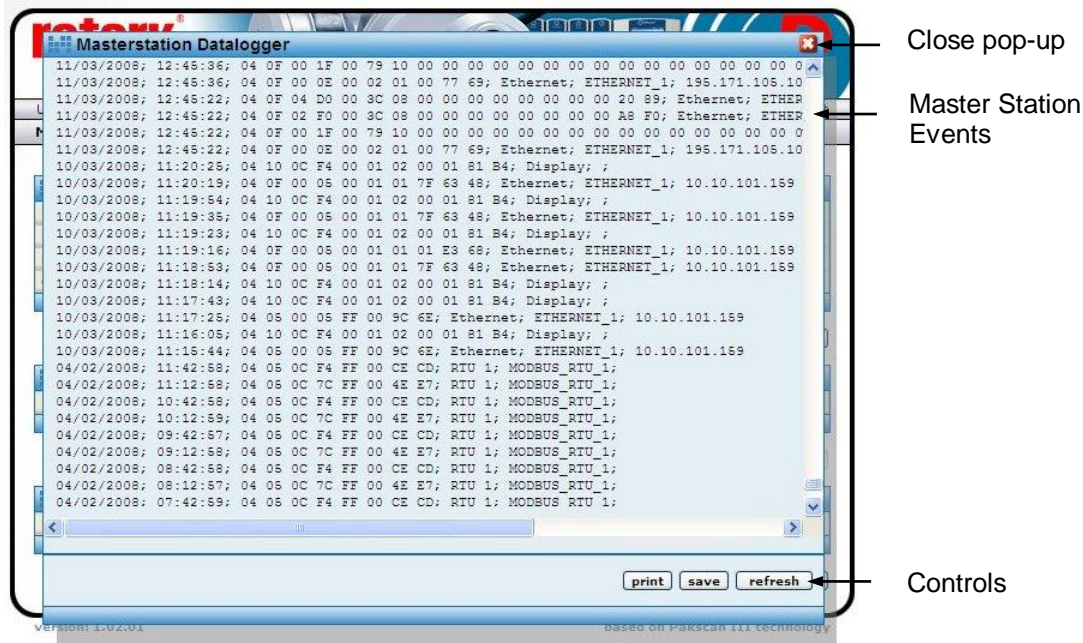 rotork®
Masterstation Datalogger
11/03/2008; 12:45:36; 04 0F 00 1F 00 79 10 00 00 00 00 00 00 00 00 00 00 00 00 00 00 00 0
11/03/2008; 12:45:36; 04 0F 00 0E 00 02 01 00 77 69; Ethernet; ETHERNET_1; 195.171.105.10
11/03/2008; 12:45:22; 04 0F 04 D0 00 3C 08 00 00 00 00 00 00 00 00 20 89; Ethernet; ETHER
11/03/2008; 12:45:22; 04 0F 02 F0 00 3C 08 00 00 00 00 00 00 00 00 A8 F0; Ethernet; ETHER
11/03/2008; 12:45:22; 04 0F 00 1F 00 79 10 00 00 00 00 00 00 00 00 00 00 00 00 00 00 00 0
11/03/2008; 12:45:22; 04 0F 00 0E 00 02 01 00 77 69; Ethernet; ETHERNET_1; 195.171.105.10
10/03/2008; 11:20:25; 04 10 0C F4 00 01 02 00 01 81 B4; Display; ;
10/03/2008; 11:20:19; 04 0F 00 05 00 01 01 7F 63 48; Ethernet; ETHERNET_1; 10.10.101.159
10/03/2008; 11:19:54; 04 10 0C F4 00 01 02 00 01 81 B4; Display; ;
10/03/2008; 11:19:35; 04 0F 00 05 00 01 01 7F 63 48; Ethernet; ETHERNET_1; 10.10.101.159
10/03/2008; 11:19:23; 04 10 0C F4 00 01 02 00 01 81 B4; Display; ;
10/03/2008; 11:19:16; 04 0F 00 05 00 01 01 01 E3 68; Ethernet; ETHERNET_1; 10.10.101.159
10/03/2008; 11:18:53; 04 0F 00 05 00 01 01 7F 63 48; Ethernet; ETHERNET_1; 10.10.101.159
10/03/2008; 11:18:14; 04 10 0C F4 00 01 02 00 01 81 B4; Display; ;
10/03/2008; 11:17:43; 04 10 0C F4 00 01 02 00 01 81 B4; Display; ;
10/03/2008; 11:17:25; 04 05 00 05 FF 00 9C 6E; Ethernet; ETHERNET_1; 10.10.101.159
10/03/2008; 11:16:05; 04 10 0C F4 00 01 02 00 01 81 B4; Display; ;
10/03/2008; 11:15:44; 04 05 00 05 FF 00 9C 6E; Ethernet; ETHERNET_1; 10.10.101.159
04/02/2008; 11:42:58; 04 05 0C F4 FF 00 CE CD; RTU 1; MODBUS_RTU_1;
04/02/2008; 11:12:58; 04 05 0C 7C FF 00 4E E7; RTU 1; MODBUS_RTU_1;
04/02/2008; 10:42:58; 04 05 0C F4 FF 00 CE CD; RTU 1; MODBUS_RTU_1;
04/02/2008; 10:12:59; 04 05 0C 7C FF 00 4E E7; RTU 1; MODBUS_RTU_1;
04/02/2008; 09:42:57; 04 05 0C F4 FF 00 CE CD; RTU 1; MODBUS_RTU_1;
04/02/2008; 09:12:58; 04 05 0C 7C FF 00 4E E7; RTU 1; MODBUS_RTU_1;
04/02/2008; 08:42:58; 04 05 0C F4 FF 00 CE CD; RTU 1; MODBUS_RTU_1;
04/02/2008; 08:12:57; 04 05 0C 7C FF 00 4E E7; RTU 1; MODBUS_RTU_1;
04/02/2008; 07:42:59; 04 05 0C F4 FF 00 CE CD; RTU 1; MODBUS RTU 1;
print save refresh
version: 1.02.01 based on Pakscan III technology
Close pop-up
Master Station
Events
Controls